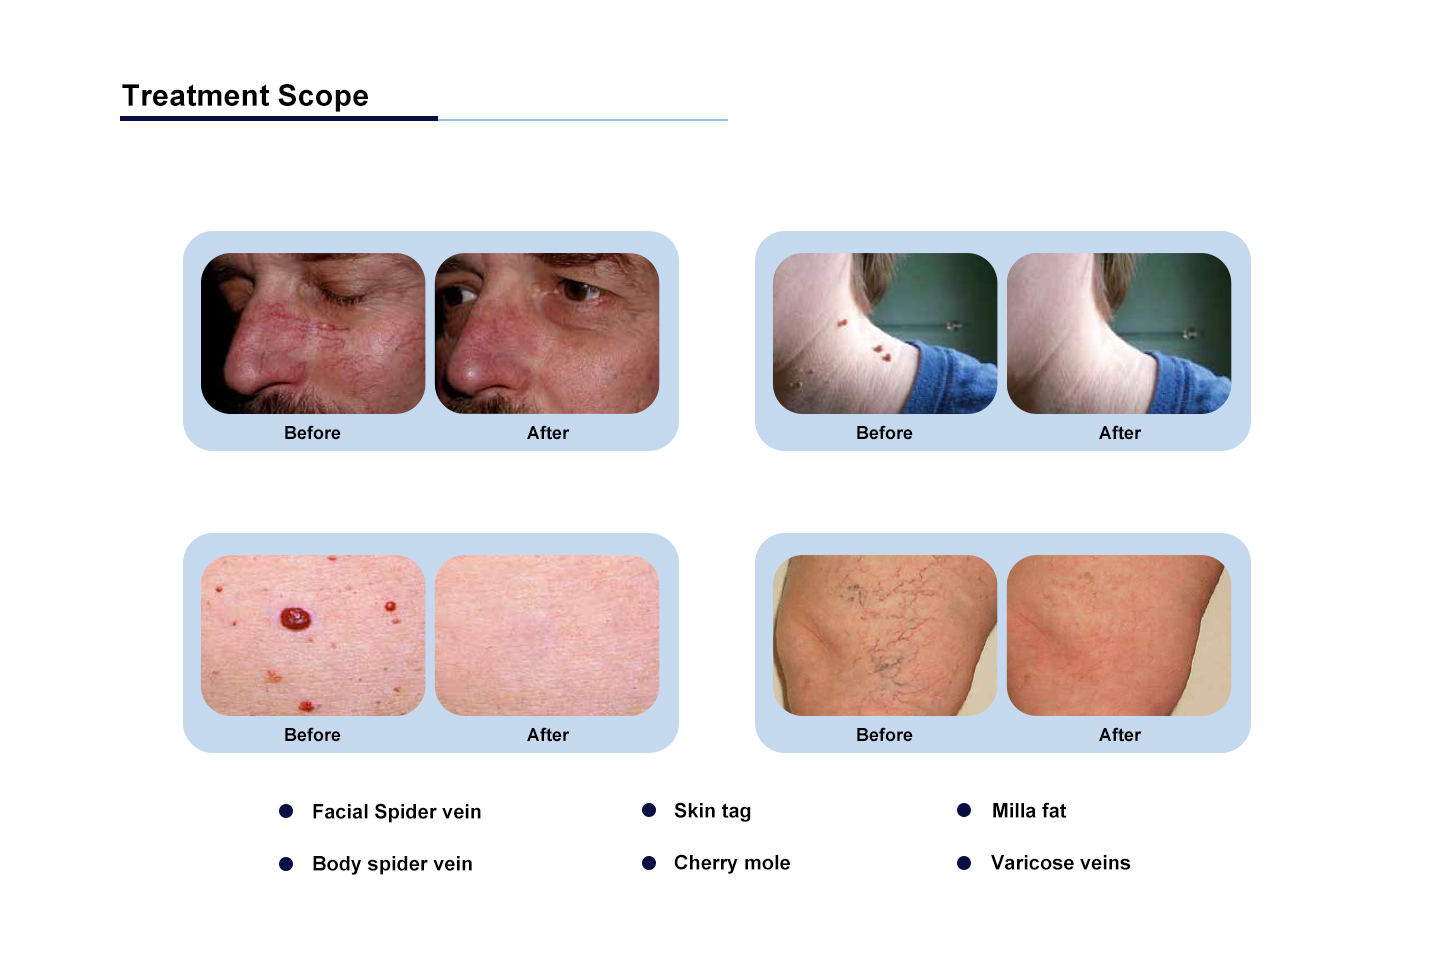 Treatment Scope
Before
After
Before
After
Before
After
Before
After
Facial Spider vein
Skin tag
Milla fat
Body spider vein
Cherry mole
Varicose veins